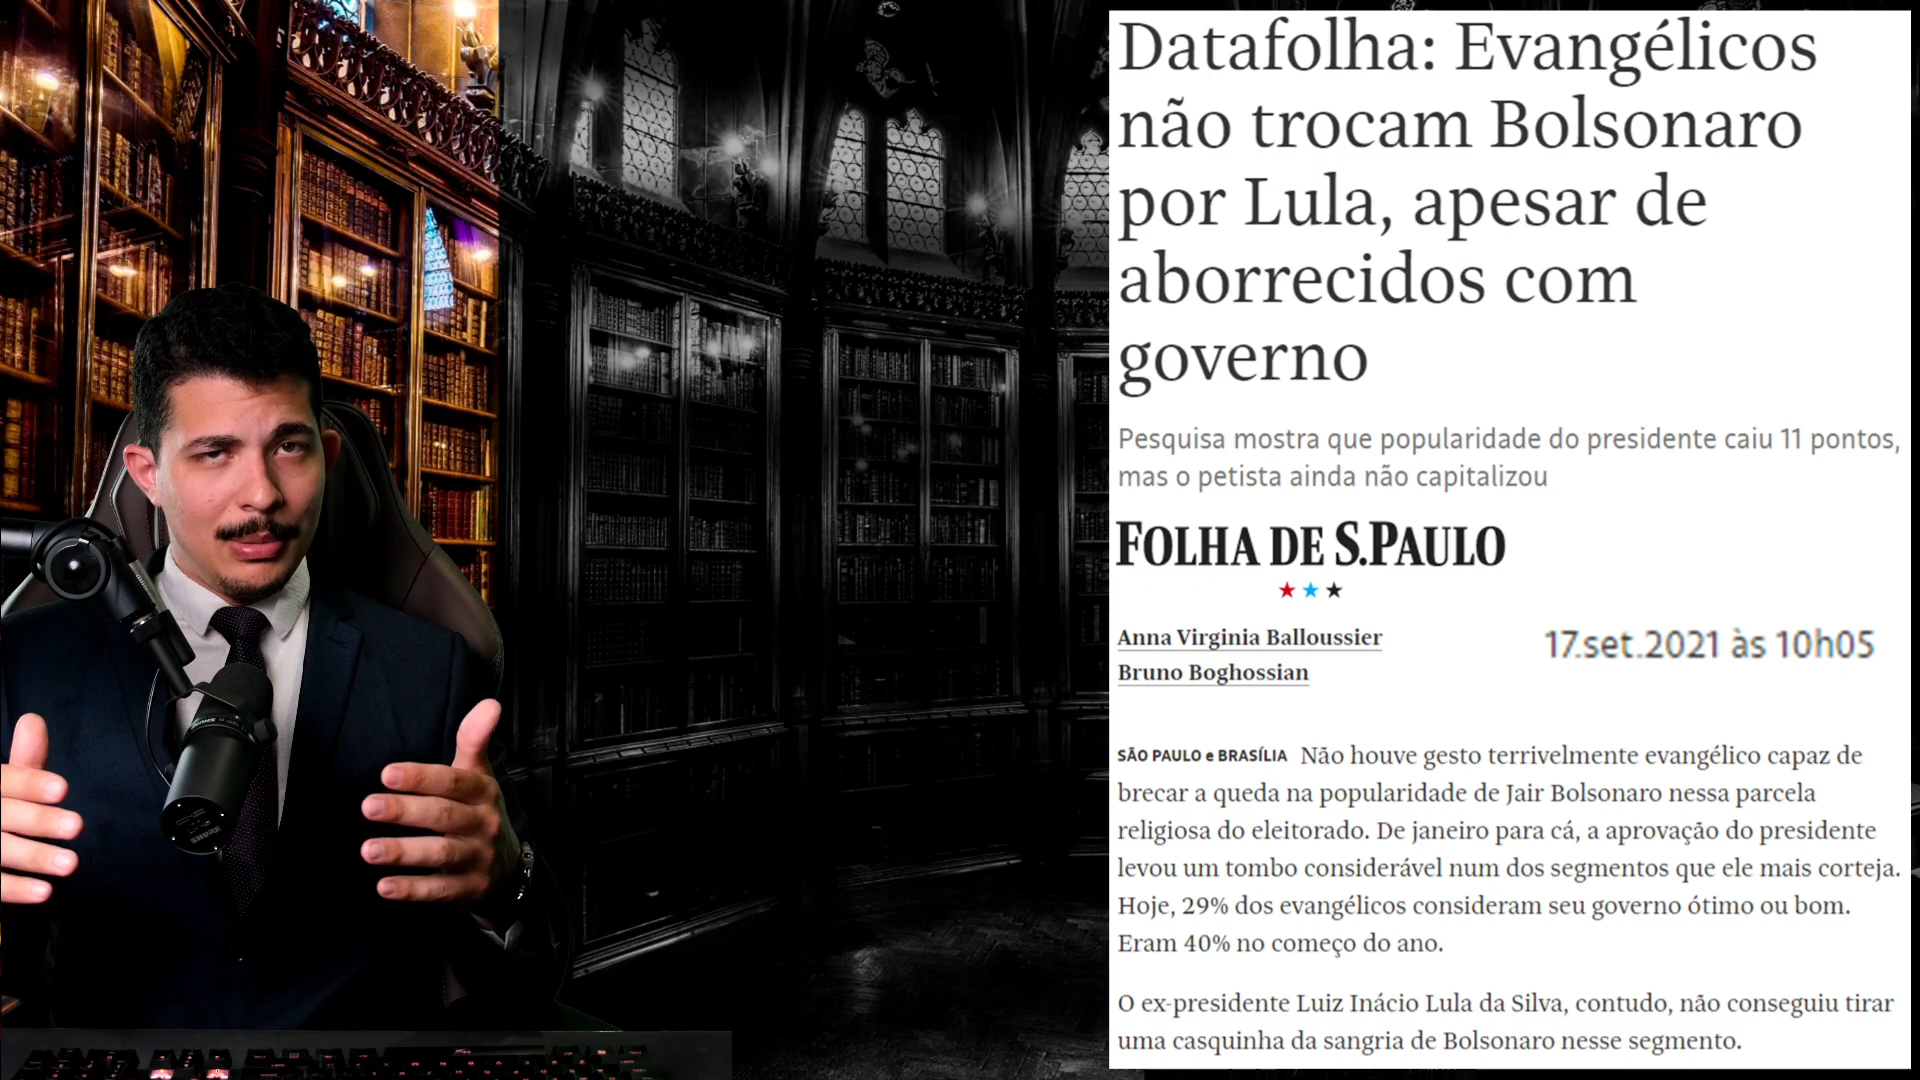 Datafolha: Evangélicos
não trocam Bolsonaro
por Lula, apesar de
aborrecidos com
governo
Pesquisa mostra que popularidade do presidente caiu 11 pontos,
mas o petista ainda não capitalizou
FOLHA DE S.PAULO
Anna Virginia Balloussier
17.set.2021 às 10h05
Bruno Boghossian
SÃO PAULO e BRASÍLIA Não houve gesto terrivelmente evangélico capaz de
brecar a queda na popularidade de Jair Bolsonaro nessa parcela
religiosa do eleitorado. De janeiro para cá, a aprovação do presidente
levou um tombo considerável num dos segmentos que ele mais corteja.
Hoje, 29% dos evangélicos consideram seu governo ótimo ou bom.
Eram 40% no começo do ano.
O ex-presidente Luiz Inácio Lula da Silva, contudo, não conseguiu tirar
uma casquinha da sangria de Bolsonaro nesse segmento.
SHURE